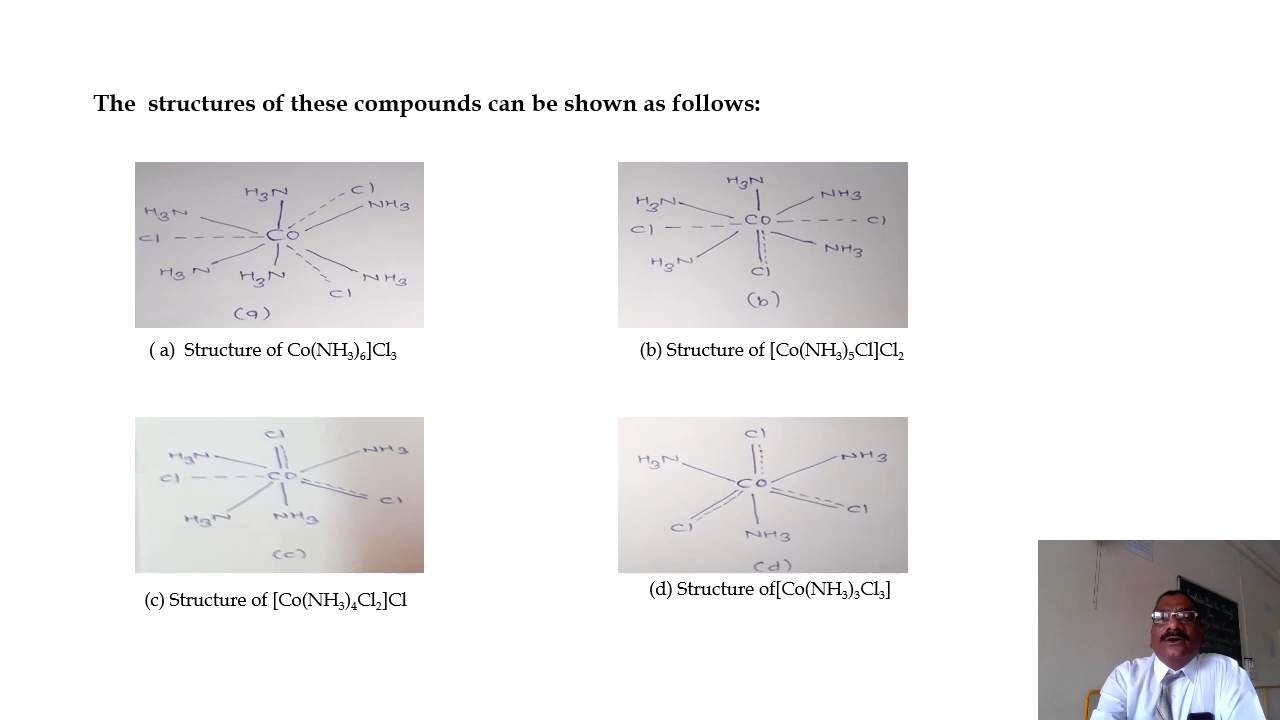 The structures of these compounds can be shown as follows:
H₃N
Cl
H₃N
NH₃
Cl
Co
H₃N
H₃N
NH₃
Cl
(a)
( a) Structure of Co(NH₃)₆]Cl₃
H₃N
H₃N
NH₃
Cl
Co
Cl
H₃N
NH₃
Cl
(b)
(b) Structure of [Co(NH₃)₅Cl]Cl₂
Cl
H₃N
NH₃
Cl
Co
Cl
H₃N
NH₃
(c)
(c) Structure of [Co(NH₃)₄Cl₂]Cl
Cl
H₃N
NH₃
Co
Cl
Cl
NH₃
(d)
(d) Structure of[Co(NH₃)₃Cl₃]